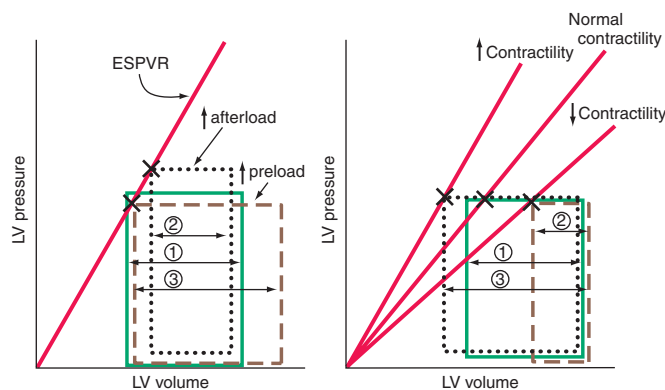 ESPVR
↑ afterload
↑ preload
②
①
③
LV pressure
LV volume
Normal
contractility
↑ Contractility
↓ Contractility
②
①
③
LV pressure
LV volume